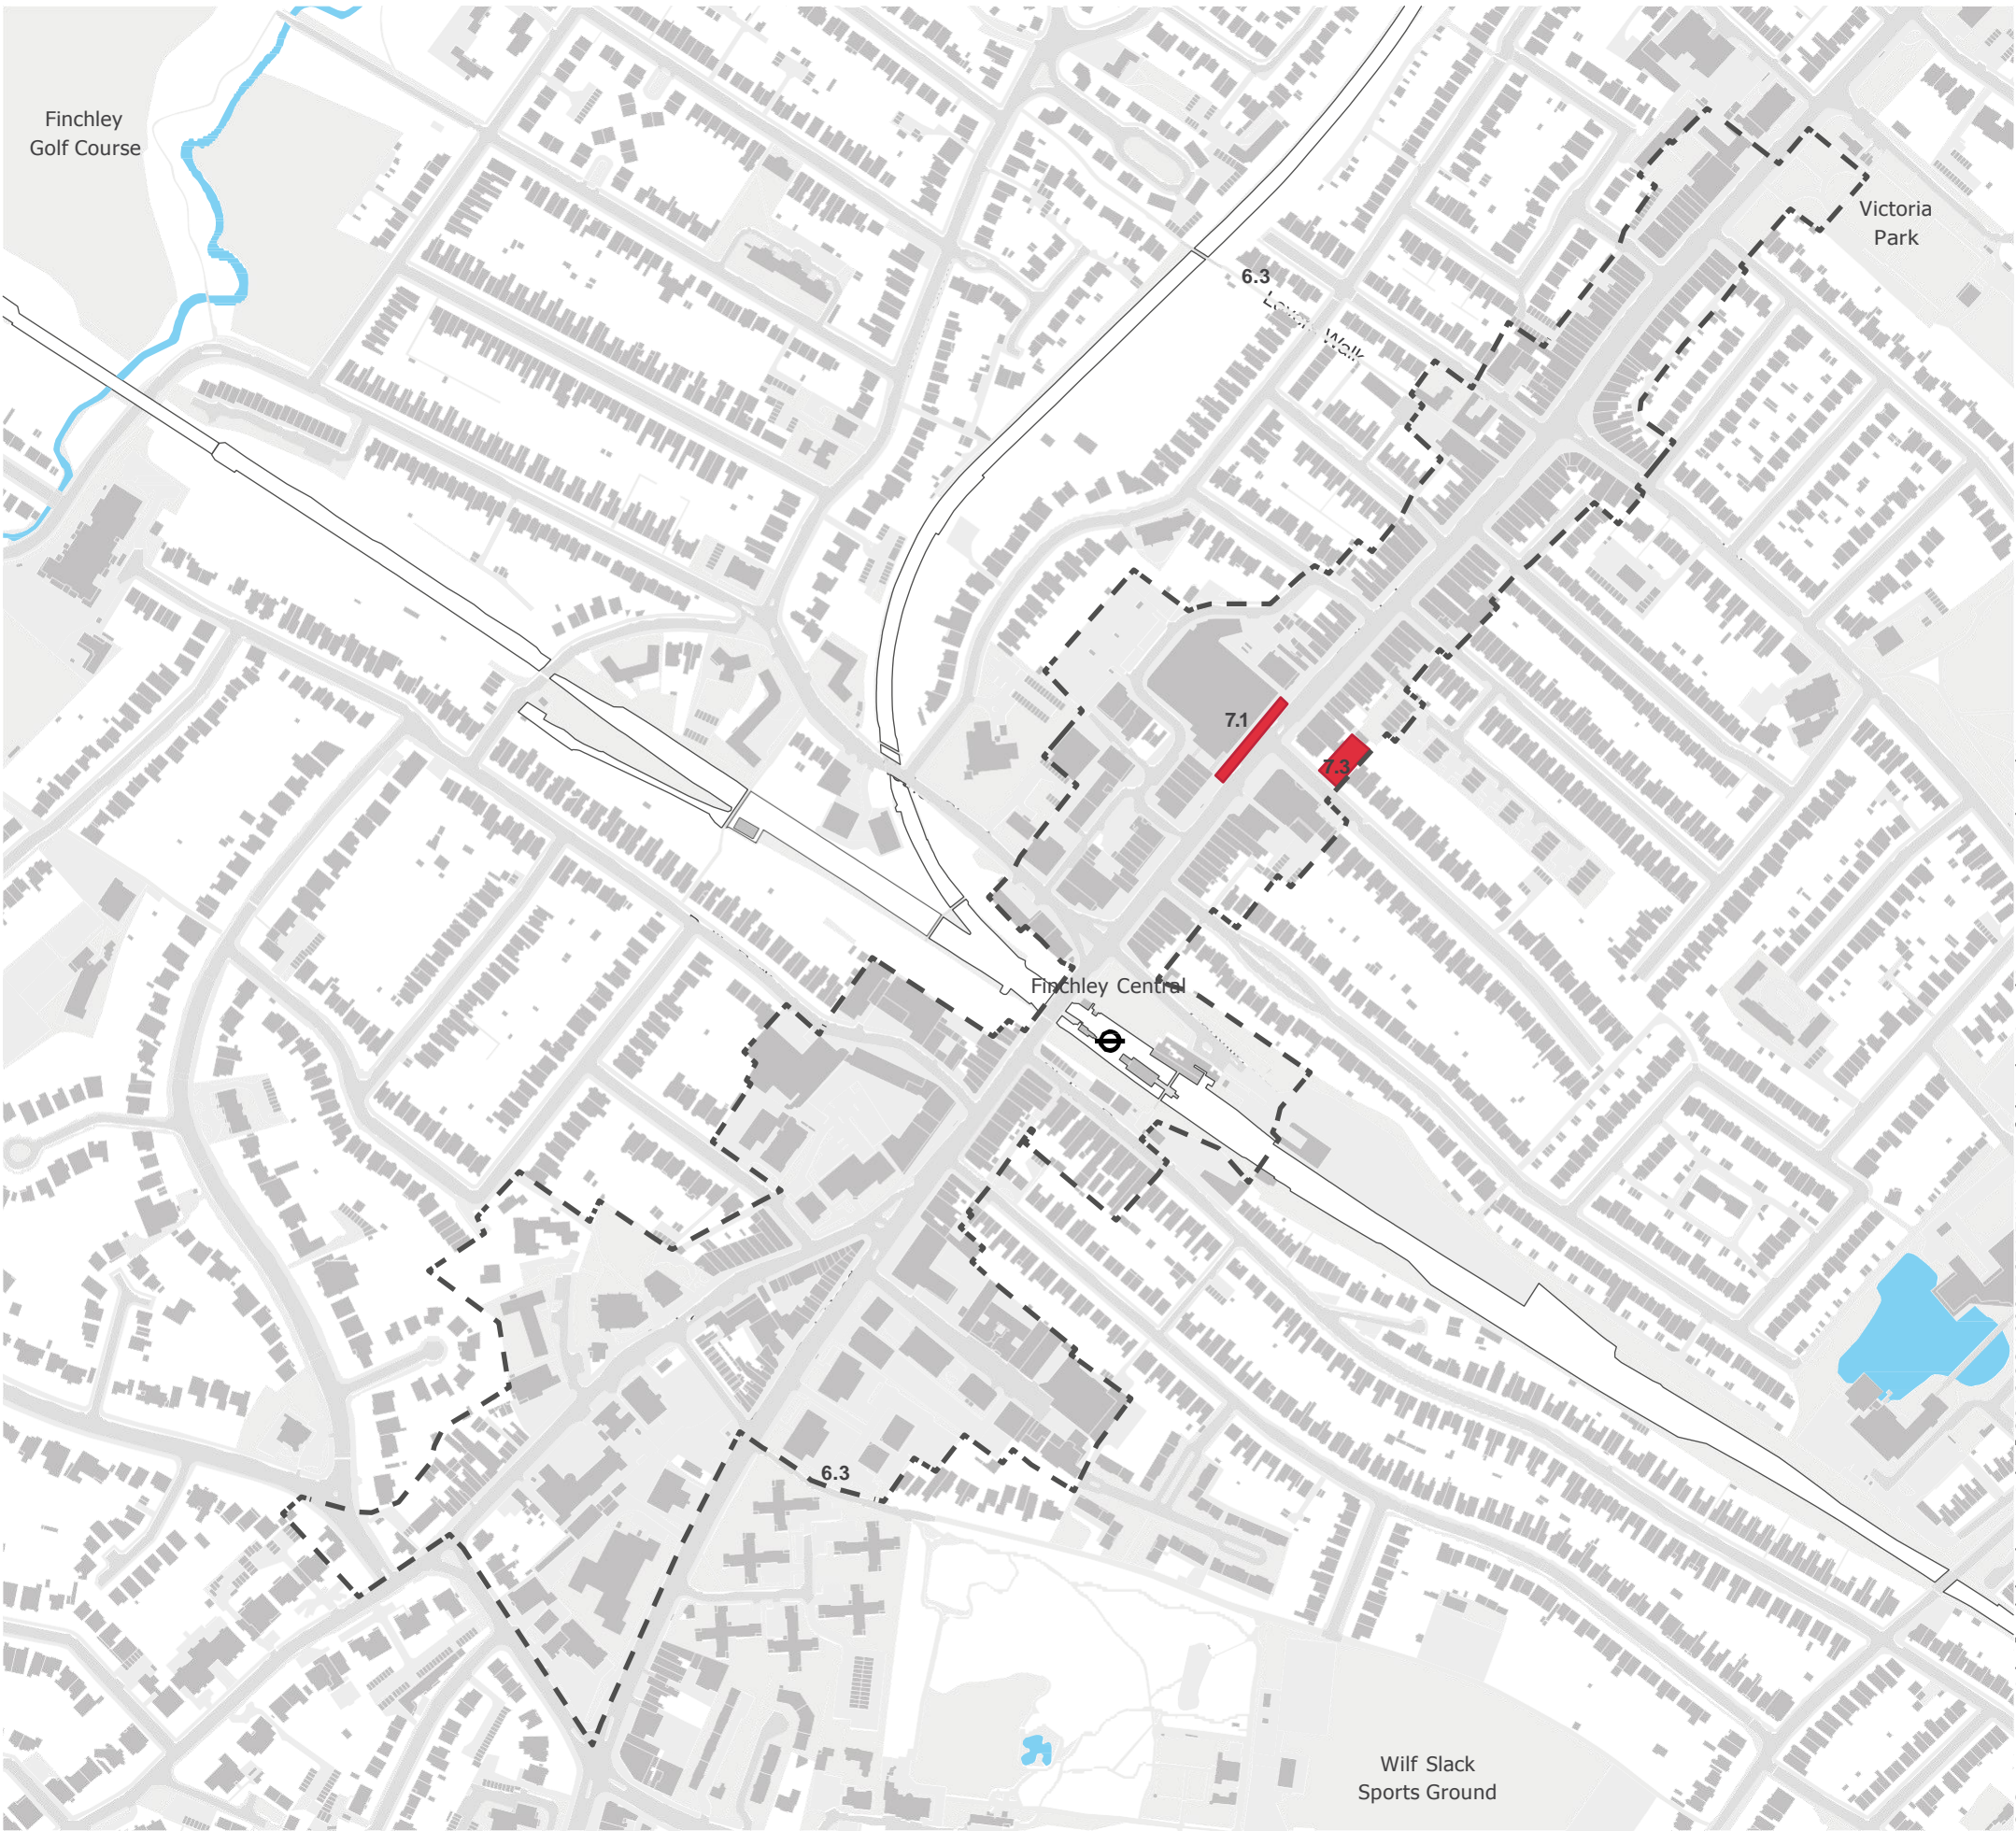 Finchley
Golf Course
Victoria
Park
6.3
Walk
7.1
7.3
Finchley Central
6.3
Wilf Slack
Sports Ground